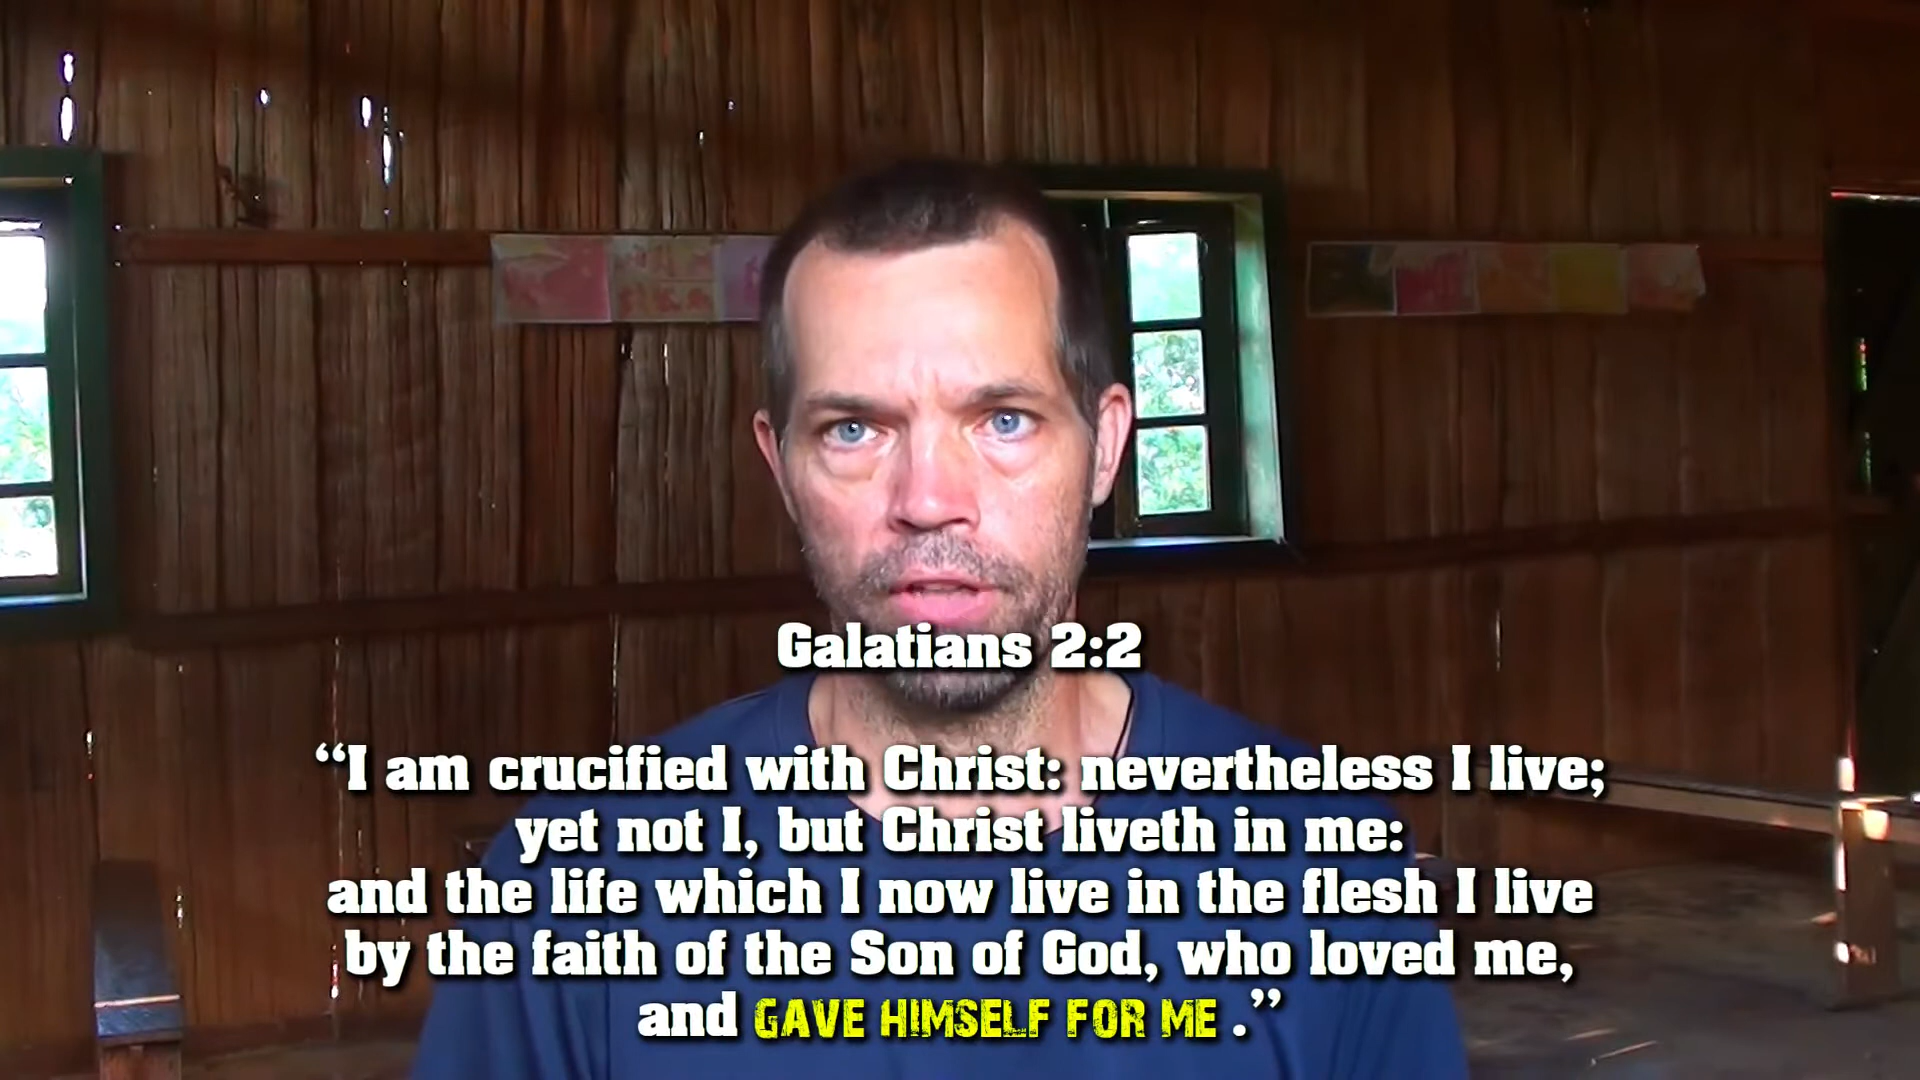 Galatians 2:2
“I am crucified with Christ: nevertheless I live;
yet not I, but Christ liveth in me:
and the life which I now live in the flesh I live
by the faith of the Son of God, who loved me,
and GAVE HIMSELF FOR ME .”